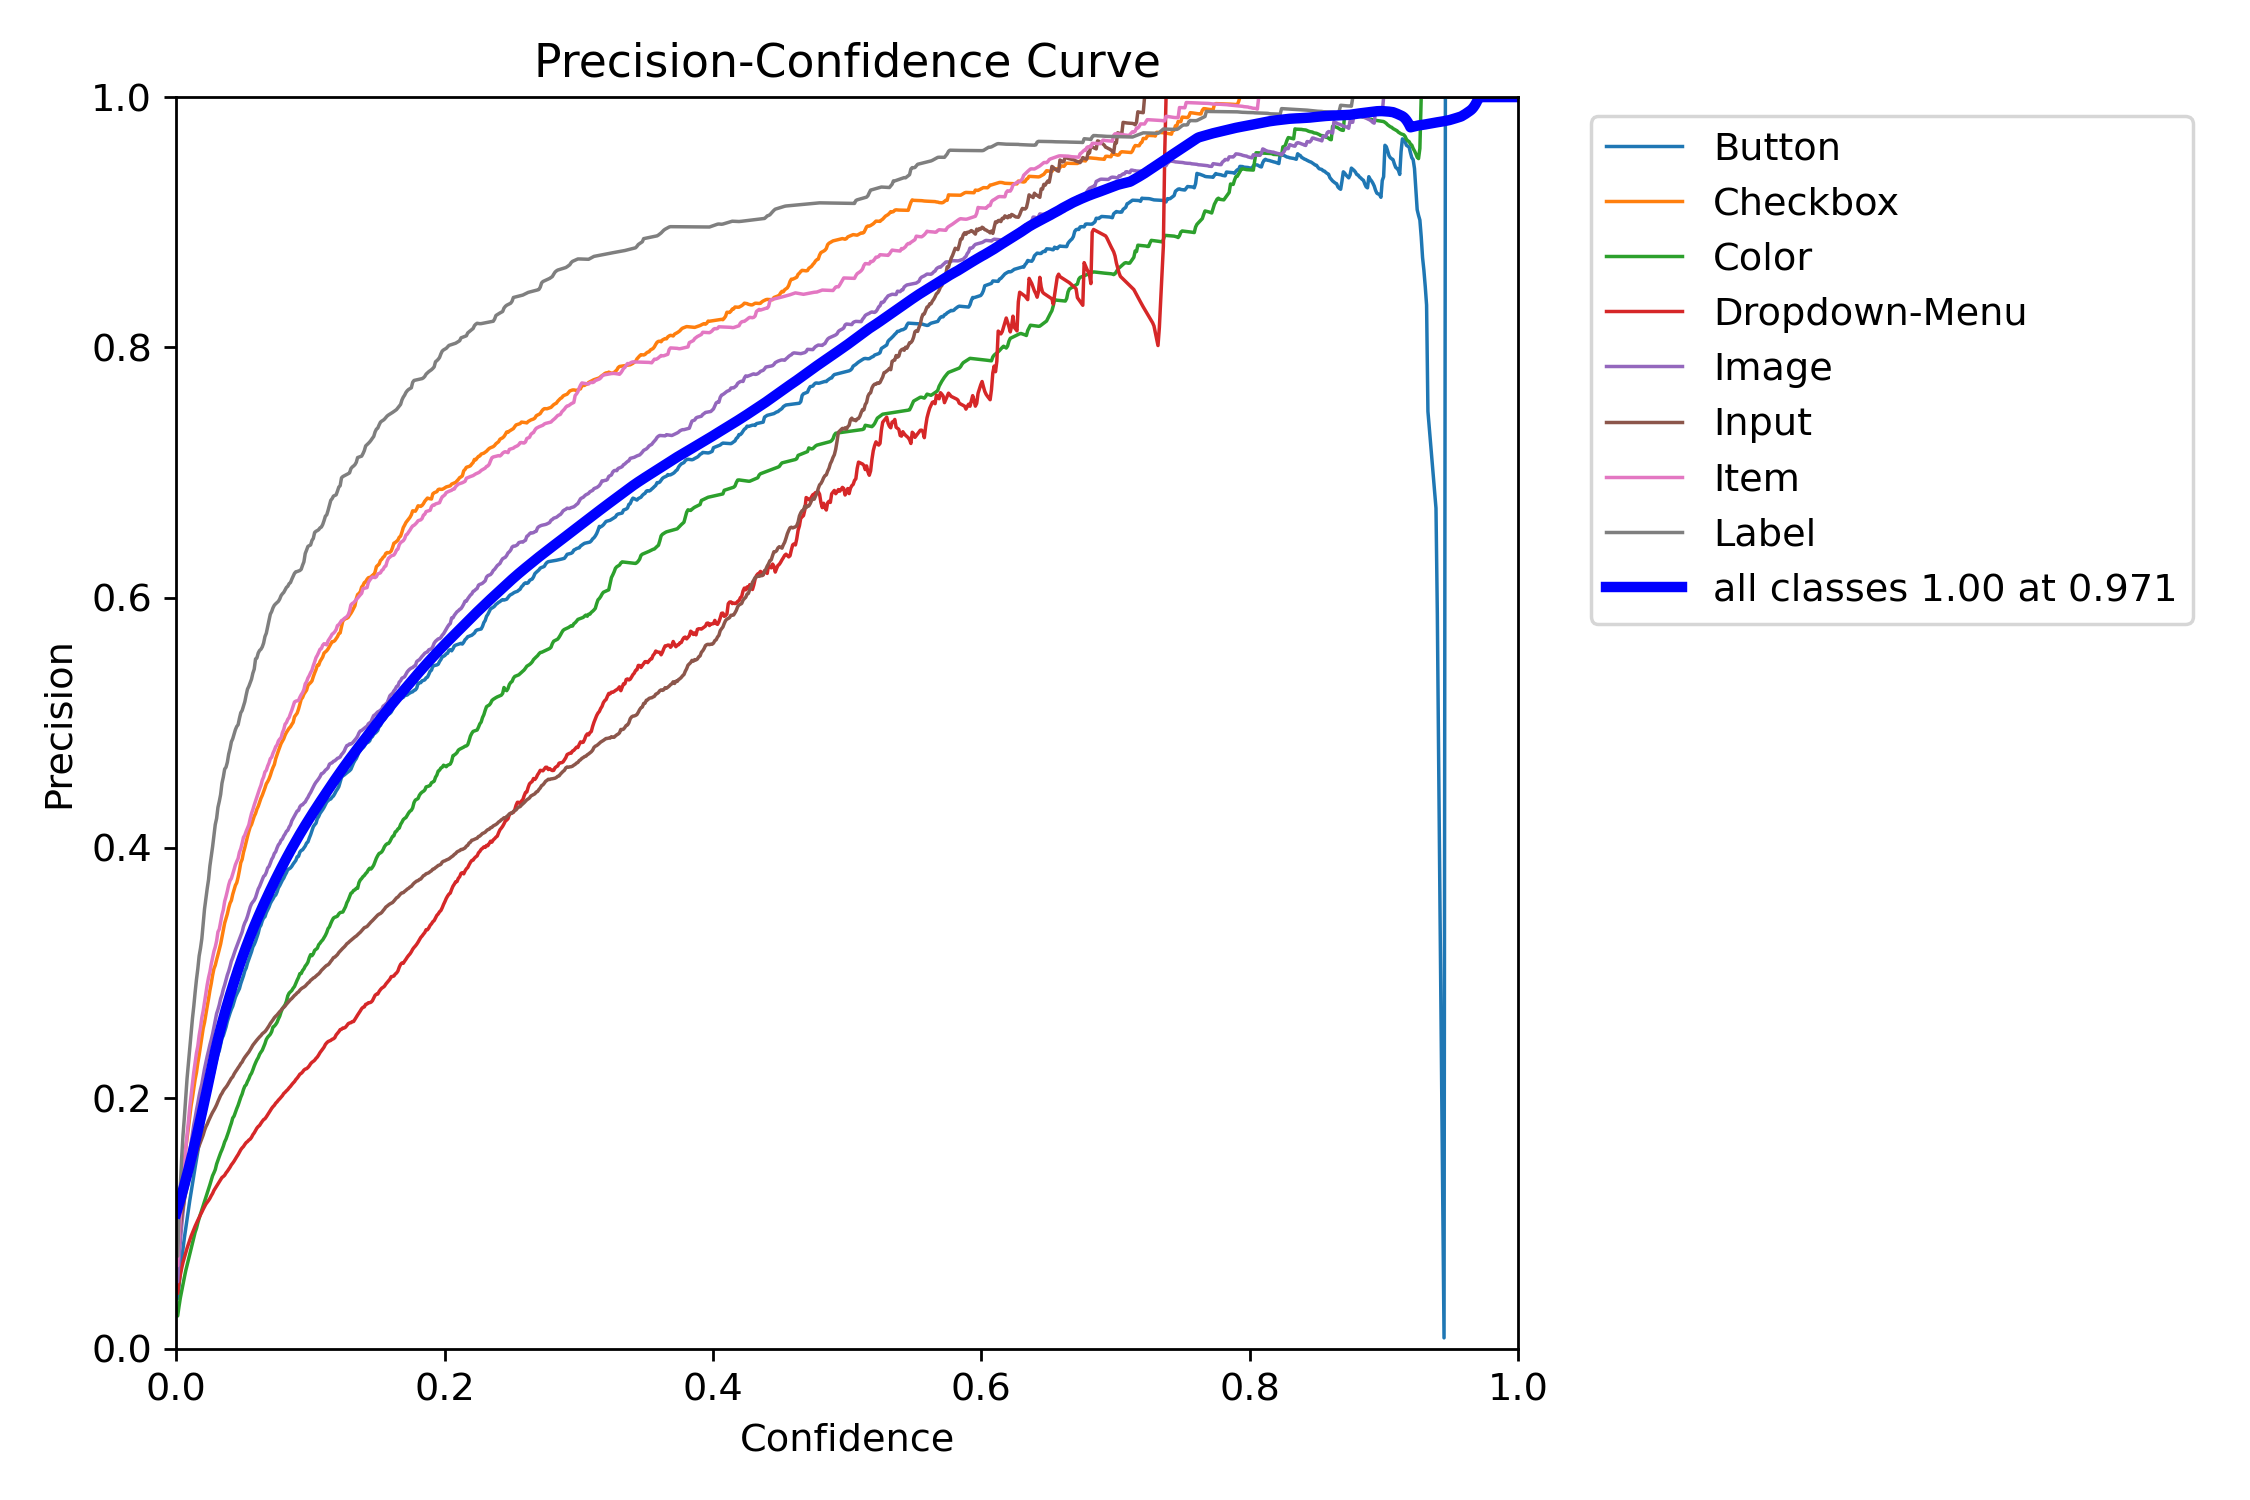 Precision-Confidence Curve
1.0
0.8
0.6
0.4
0.2
0.0
Precision
0.0 0.2 0.4 0.6 0.8 1.0
Confidence
Button
Checkbox
Color
Dropdown-Menu
Image
Input
Item
Label
all classes 1.00 at 0.971